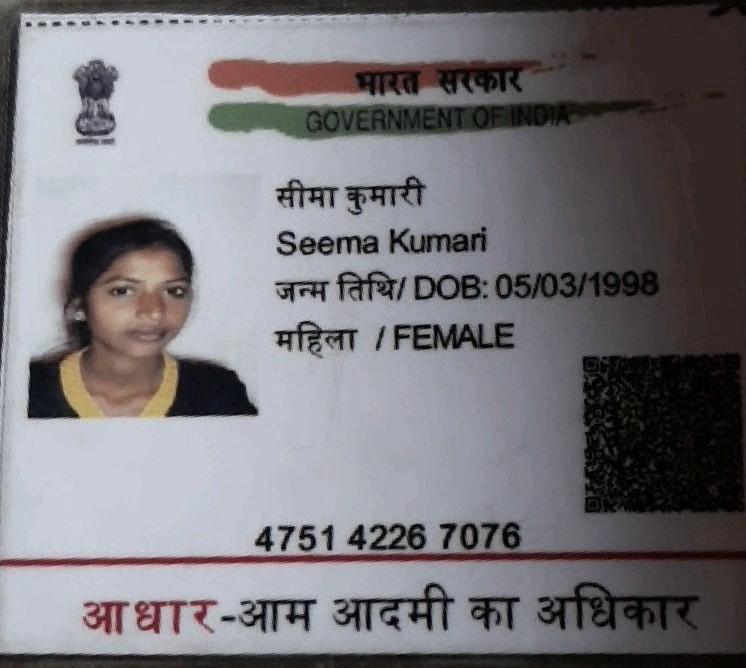 भारत सरकार
GOVERNMENT OF INDIA
सीमा कुमारी
Seema Kumari
जन्म तिथि/ DOB: 05/03/1998
महिला / FEMALE
4751 4226 7076
आधार-आम आदमी का अधिकार